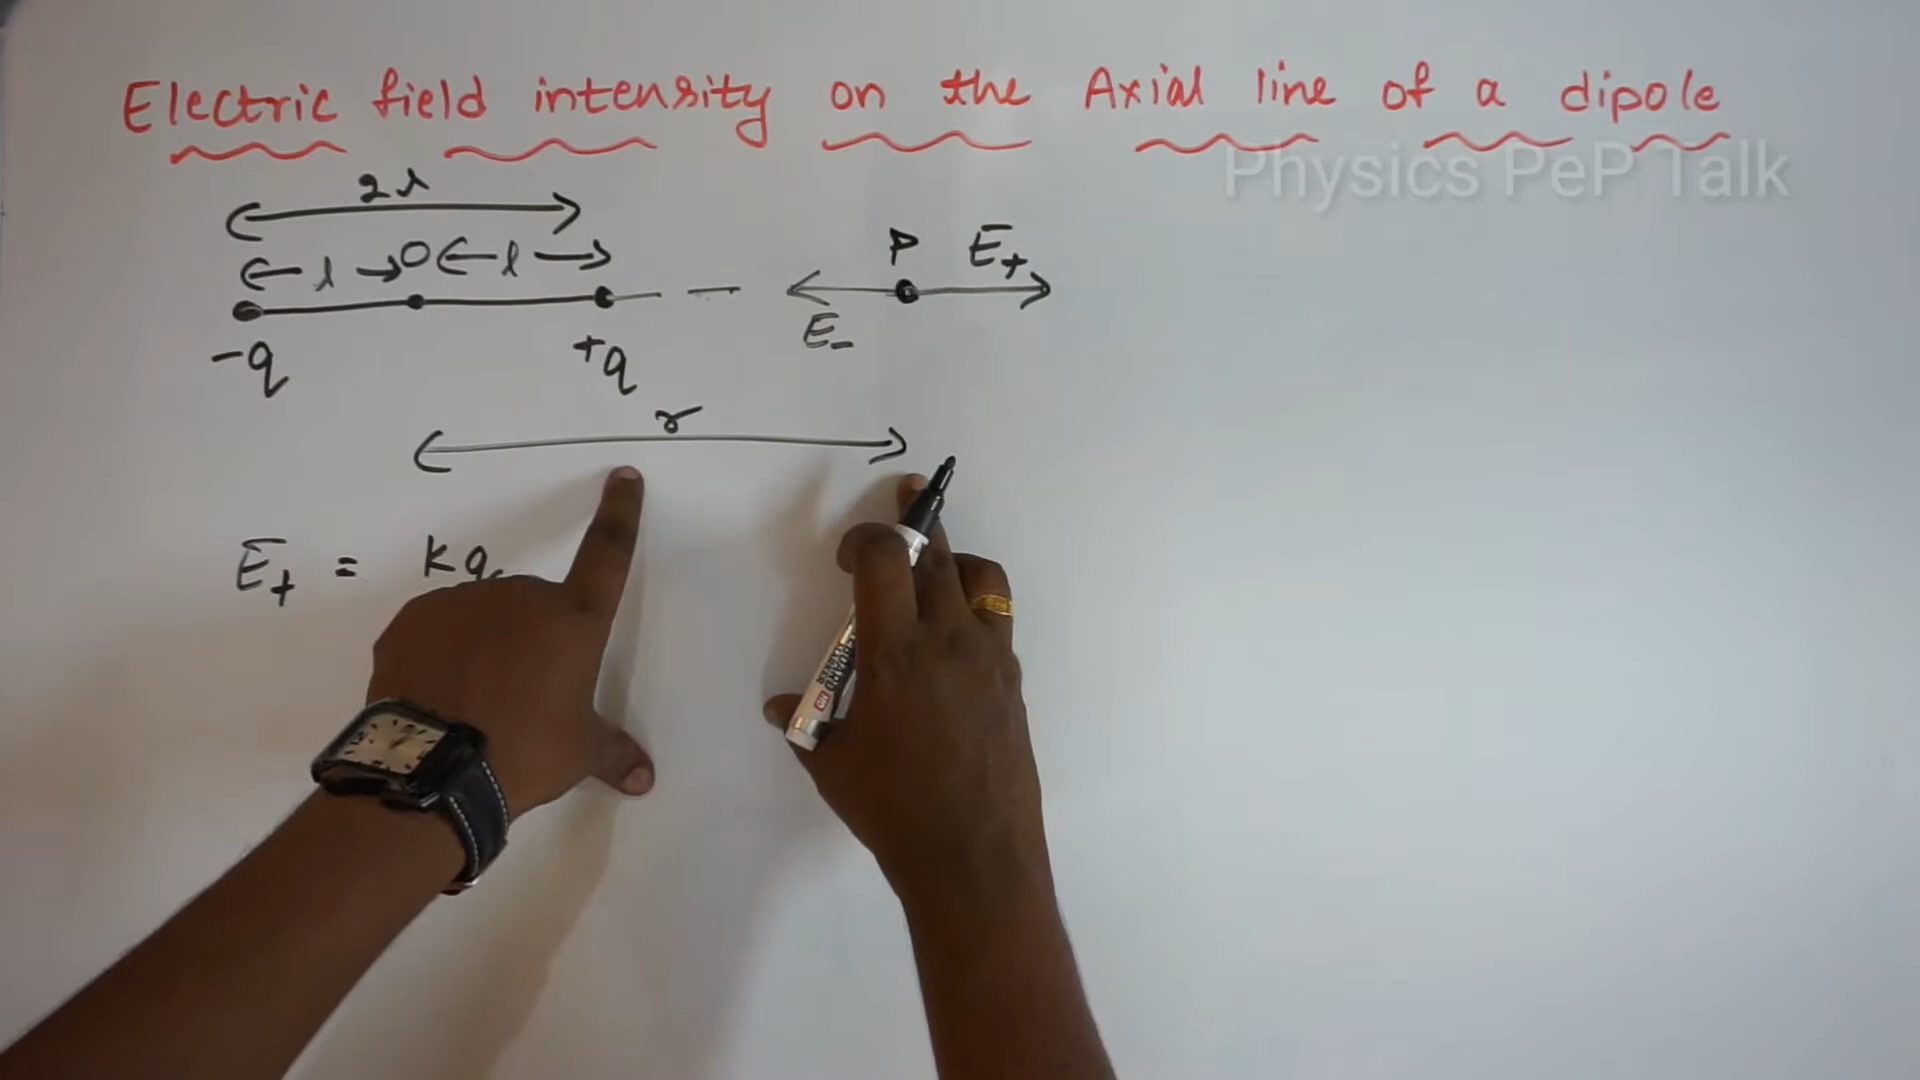 Electric field intensity on the Axial line of a dipole
Physics PeP Talk
2l
l O l
P E+
E-
-q +q
r
E+ = kq